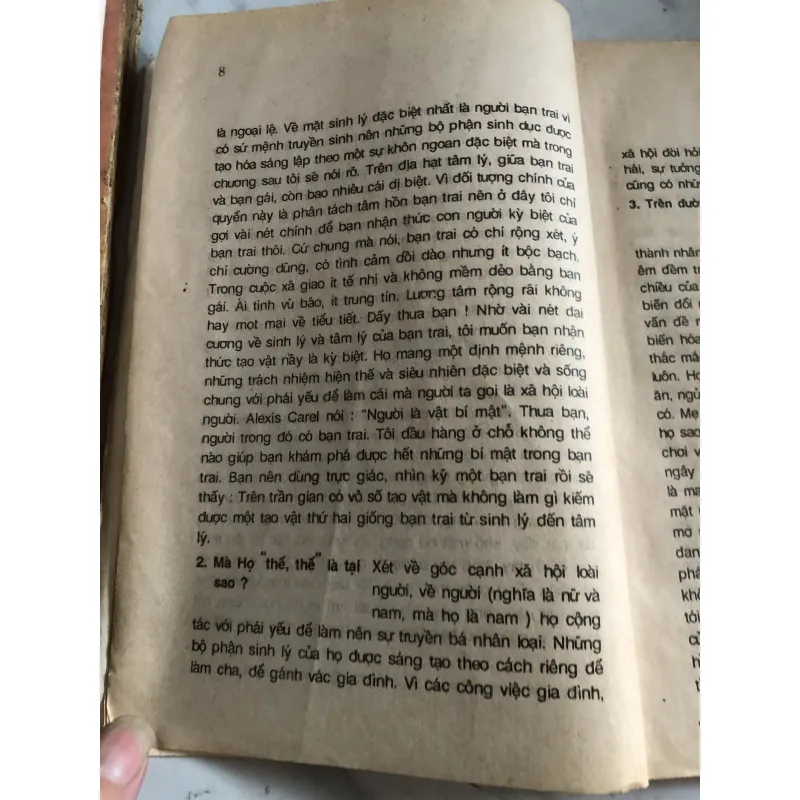 8
là ngoại lệ. Về mặt sinh lý đặc biệt nhất là người bạn trai vì
có sứ mệnh truyền sinh nên những bộ phận sinh dục được
tạo hóa sáng lập theo một sự khôn ngoan đặc biệt mà trong
chương sau tôi sẽ nói rõ. Trên địa hạt tâm lý, giữa bạn trai
và bạn gái, còn bao nhiêu cái dị biệt. Vì đối tượng chính của
quyển này là phân tách tâm hồn bạn trai nên ở đây tôi chỉ
gợi vài nét chính để bạn nhận thức con người kỳ biệt của
bạn trai thôi. Cứ chung mà nói, bạn trai có chí rộng xét, ý
chí cường dũng, có tình cảm dồi dào nhưng ít bộc bạch.
Trong cuộc xã giao ít tế nhị và không mềm dẻo bằng bạn
gái. Ái tình vũ bão, ít trung tín. Lương tâm rộng rãi không
hay mọt mại về tiểu tiết. Đấy thưa bạn ! Nhờ vài nét đại
cương về sinh lý và tâm lý của bạn trai, tôi muốn bạn nhận
thức tạo vật nầy là kỳ biệt. Họ mang một định mệnh riêng,
những trách nhiệm hiện thế và siêu nhiên đặc biệt và sống
chung với phái yếu để làm cái mà người ta gọi là xã hội loài
người. Alexis Carel nói : "Người là vật bí mật". Thưa bạn,
người trong đó có bạn trai. Tôi đầu hàng ở chỗ không thể
nào giúp bạn khám phá được hết những bí mật trong bạn
trai. Bạn nên dùng trực giác, nhìn kỹ một bạn trai rồi sẽ
thấy : Trên trần gian có vô số tạo vật mà không làm gì kiếm
được một tạo vật thứ hai giống bạn trai từ sinh lý đến tâm
lý.
2. Mà Họ "thế, thế" là tại
sao ?
Xét về góc cạnh xã hội loài
người, về người (nghĩa là nữ và
nam, mà họ là nam ) họ cộng
tác với phái yếu để làm nên sự truyền bá nhân loại. Những
bộ phận sinh lý của họ được sáng tạo theo cách riêng để
làm cha, để gánh vác gia đình. Vì các công việc gia đình,
xã hội đòi hỏi
hái, sự tưởng
cũng có nhữ
3. Trên đườ
thành nhân
êm đềm tr
chiều của
biến đổi
vấn đề
biến hóa
thắc má
luôn. Họ
ăn, ngủ
có. Mẹ
họ sao
chơi v
ngây
là ma
mặt
mơ
dan
phá
khô
tói
củ